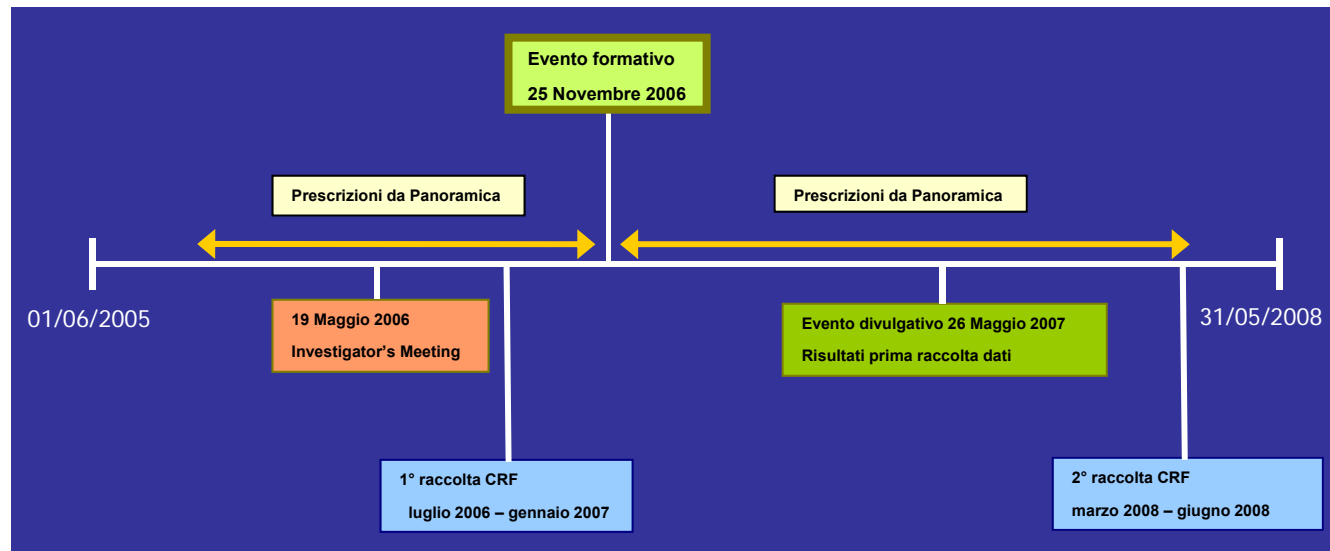 Evento formativo
25 Novembre 2006
Prescrizioni da Panoramica
Prescrizioni da Panoramica
01/06/2005
31/05/2008
19 Maggio 2006
Investigator's Meeting
Evento divulgativo 26 Maggio 2007
Risultati prima raccolta dati
1° raccolta CRF
luglio 2006 – gennaio 2007
2° raccolta CRF
marzo 2008 – giugno 2008